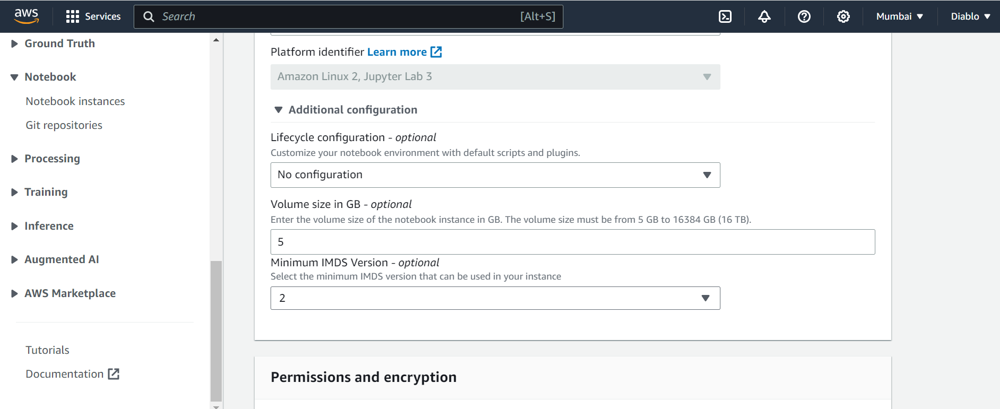 aws Services Search [Alt+S] Mumbai Diablo
Ground Truth
Notebook
Notebook instances
Git repositories
Processing
Training
Inference
Augmented AI
AWS Marketplace
Tutorials
Documentation
Platform identifier Learn more
Amazon Linux 2, Jupyter Lab 3
Additional configuration
Lifecycle configuration - optional
Customize your notebook environment with default scripts and plugins.
No configuration
Volume size in GB - optional
Enter the volume size of the notebook instance in GB. The volume size must be from 5 GB to 16384 GB (16 TB).
5
Minimum IMDS Version - optional
Select the minimum IMDS version that can be used in your instance
2
Permissions and encryption